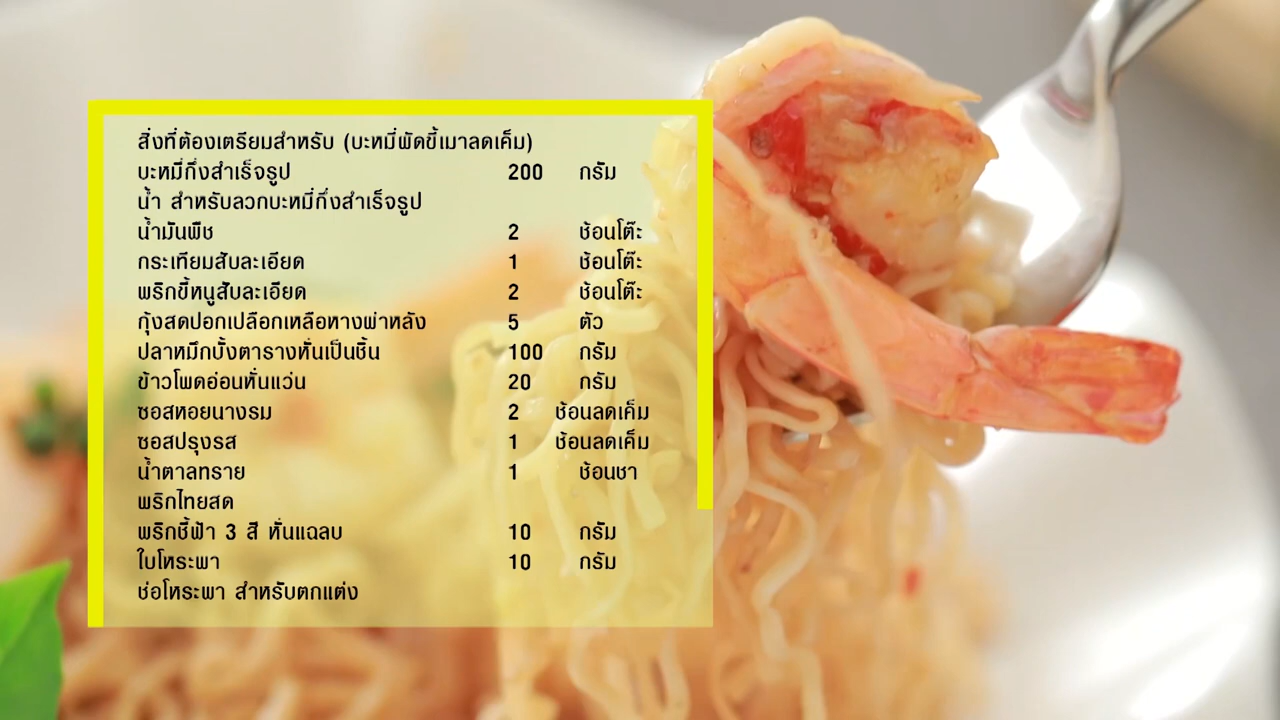 สิ่งที่ต้องเตรียมสำหรับ (บะหมี่ผัดขี้เมาลดเค็ม)
บะหมี่กึ่งสำเร็จรูป 200 กรัม
น้ำ สำหรับลวกบะหมี่กึ่งสำเร็จรูป
น้ำมันพืช 2 ช้อนโต๊ะ
กระเทียมสับละเอียด 1 ช้อนโต๊ะ
พริกขี้หนูสับละเอียด 2 ช้อนโต๊ะ
กุ้งสดปอกเปลือกเหลือหางผ่าหลัง 5 ตัว
ปลาหมึกบั้งตารางหั่นเป็นชิ้น 100 กรัม
ข้าวโพดอ่อนหั่นแว่น 20 กรัม
ซอสหอยนางรม 2 ช้อนลดเค็ม
ซอสปรุงรส 1 ช้อนลดเค็ม
น้ำตาลทราย 1 ช้อนชา
พริกไทยสด
พริกชี้ฟ้า 3 สี หั่นแฉลบ 10 กรัม
ใบโหระพา 10 กรัม
ช่อโหระพา สำหรับตกแต่ง